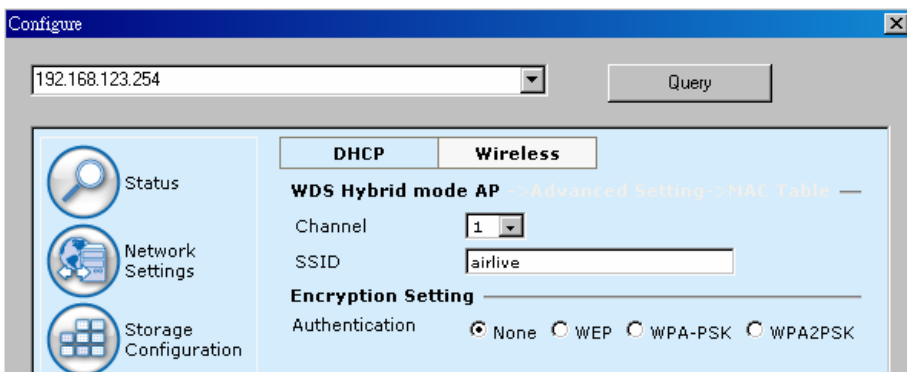 Configure
192.168.123.254
Query
DHCP
Wireless
Status
WDS Hybrid mode AP ->Advanced Setting->MAC Table
Channel
1
Network
Settings
SSID
airlive
Encryption Setting
Authentication
None WEP WPA-PSK WPA2PSK
Storage
Configuration